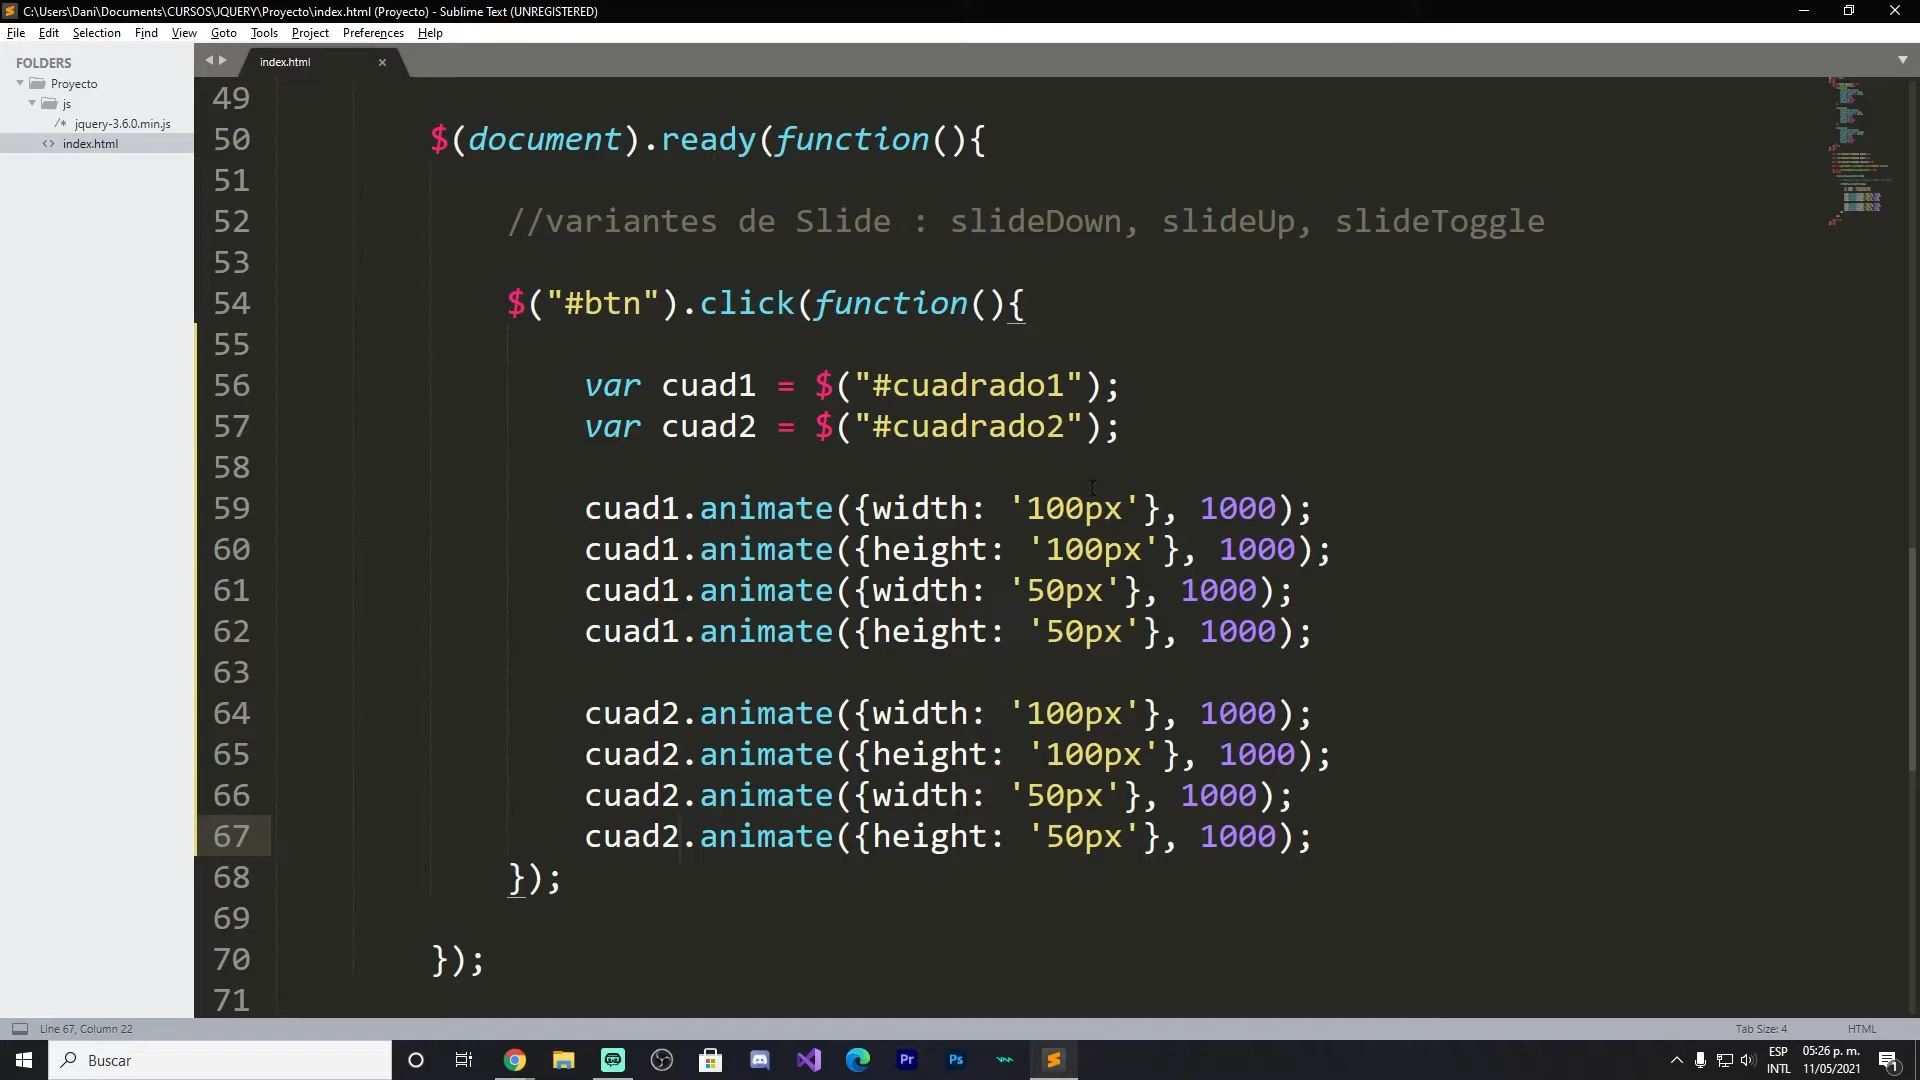 C:\Users\Dani\Documents\CURSOS\JQUERY\Proyecto\index.html (Proyecto) - Sublime Text (UNREGISTERED)
File Edit Selection Find View Goto Tools Project Preferences Help
FOLDERS
Proyecto
js
/* jquery-3.6.0.min.js
<> index.html
index.html
49
50 $(document).ready(function(){
51
52 //variantes de Slide : slideDown, slideUp, slideToggle
53
54 $("#btn").click(function(){
55
56 var cuad1 = $("#cuadrado1");
57 var cuad2 = $("#cuadrado2");
58
59 cuad1.animate({width: '100px'}, 1000);
60 cuad1.animate({height: '100px'}, 1000);
61 cuad1.animate({width: '50px'}, 1000);
62 cuad1.animate({height: '50px'}, 1000);
63
64 cuad2.animate({width: '100px'}, 1000);
65 cuad2.animate({height: '100px'}, 1000);
66 cuad2.animate({width: '50px'}, 1000);
67 cuad2.animate({height: '50px'}, 1000);
68 });
69
70 });
71
Line 67, Column 22
Tab Size: 4
HTML
Buscar
Pr
Ps
ESP
INTL
05:26 p. m.
11/05/2021
1